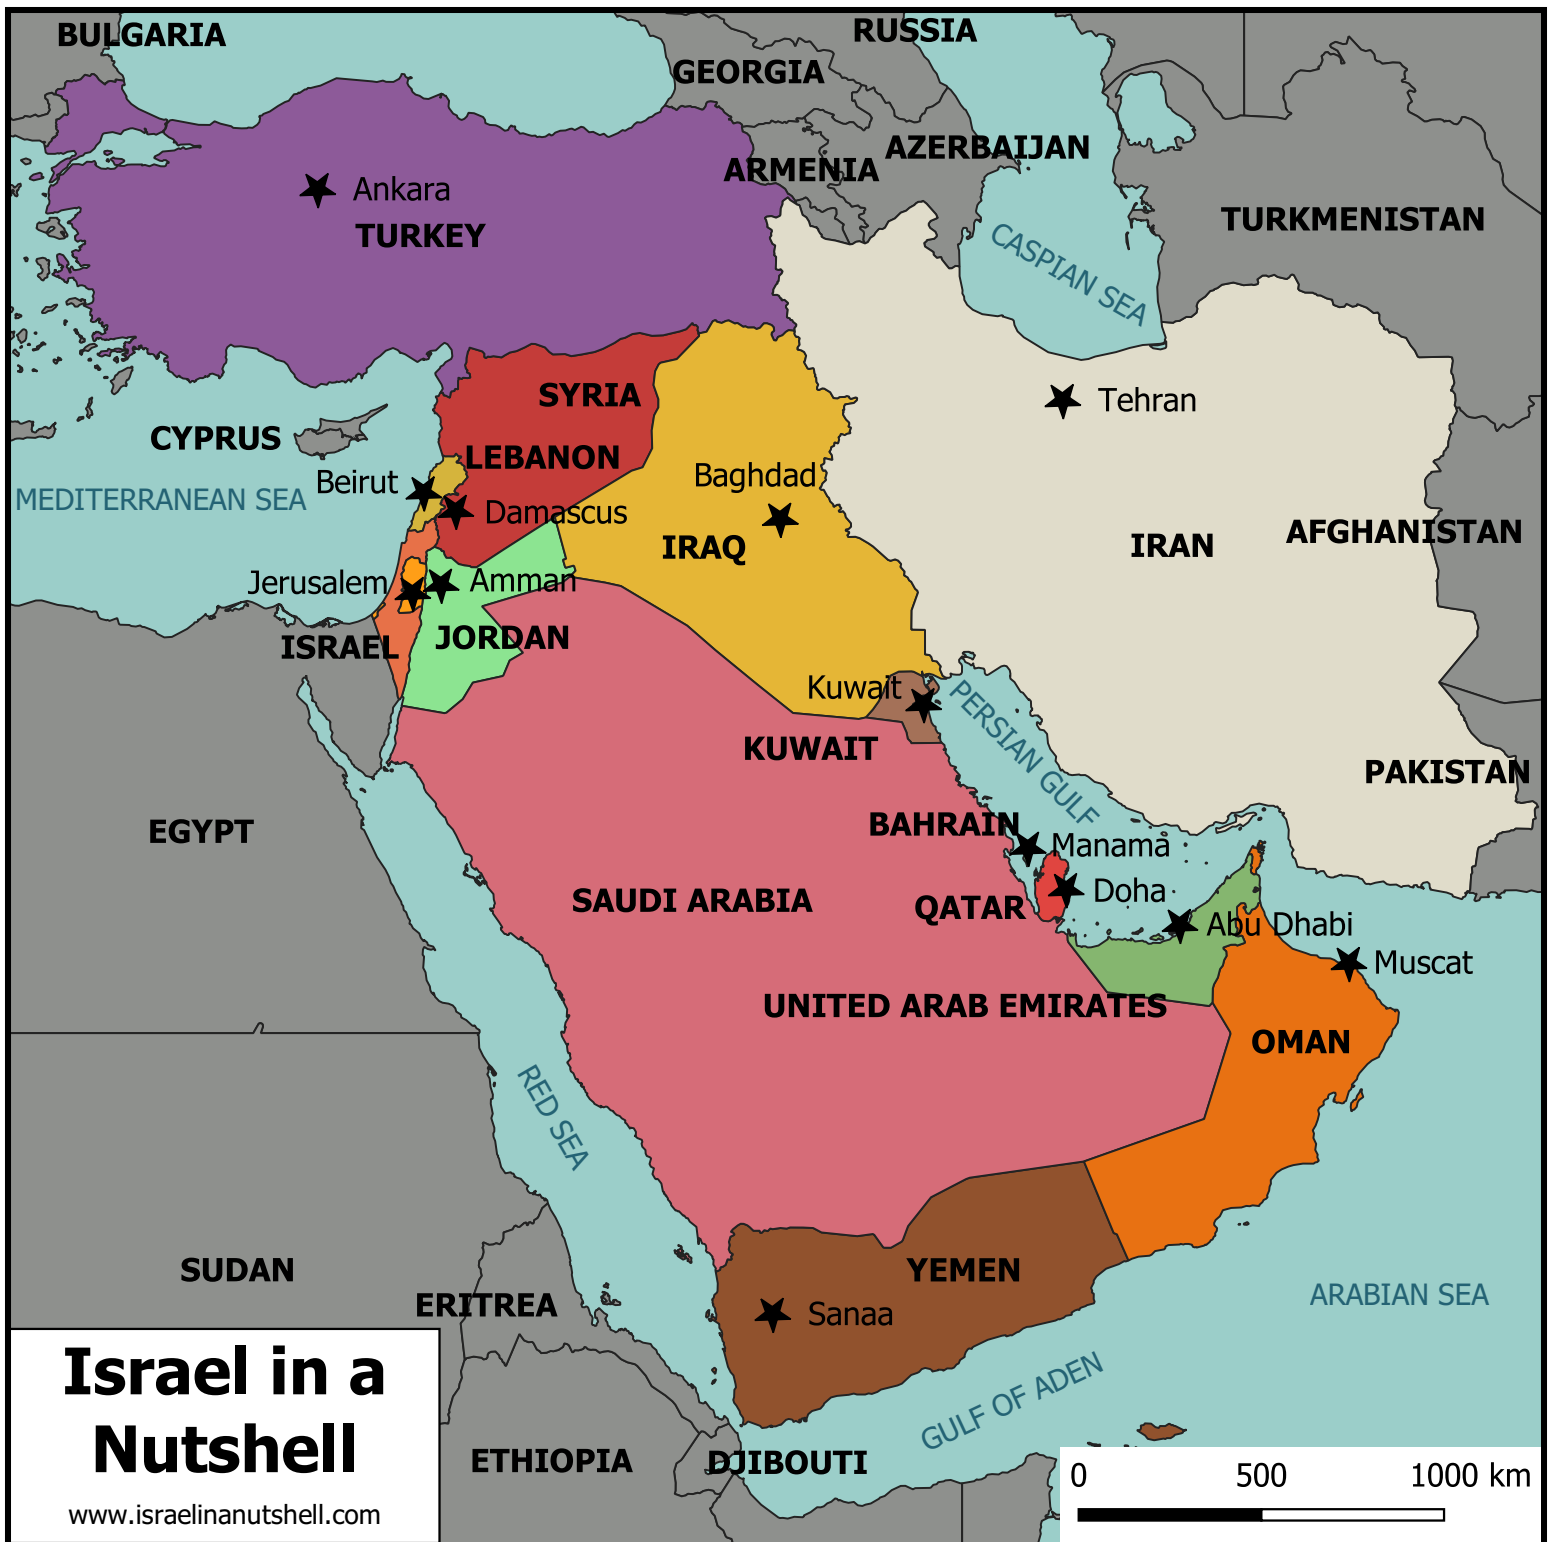 BULGARIA
RUSSIA
GEORGIA
AZERBAIJAN
ARMENIA
Ankara
TURKEY
TURKMENISTAN
CASPIAN SEA
Tehran
SYRIA
CYPRUS
LEBANON
Beirut
Baghdad
MEDITERRANEAN SEA
Damascus
IRAQ
IRAN
AFGHANISTAN
Jerusalem
Amman
ISRAEL
JORDAN
Kuwait
PERSIAN GULF
KUWAIT
PAKISTAN
EGYPT
BAHRAIN
Manama
SAUDI ARABIA
QATAR
Doha
Abu Dhabi
Muscat
UNITED ARAB EMIRATES
OMAN
RED SEA
SUDAN
YEMEN
ERITREA
Sanaa
ARABIAN SEA
GULF OF ADEN
ETHIOPIA
DJIBOUTI
Israel in a
Nutshell
www.israelinanutshell.com
0 500 1000 km